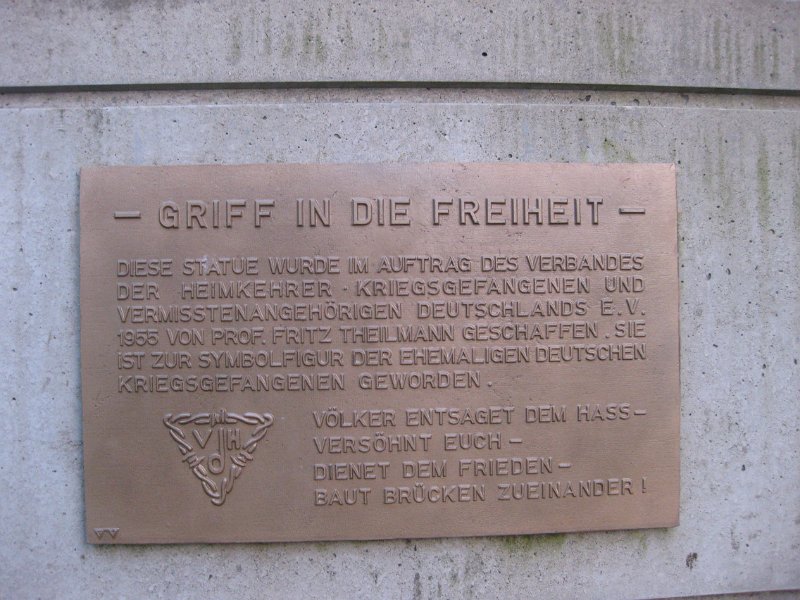 — GRIFF IN DIE FREIHEIT —
DIESE STATUE WURDE IM AUFTRAG DES VERBANDES
DER HEIMKEHRER · KRIEGSGEFANGENEN UND
VERMISSTENANGEHÖRIGEN DEUTSCHLANDS E.V.
1955 VON PROF. FRITZ THEILMANN GESCHAFFEN. SIE
IST ZUR SYMBOLFIGUR DER EHEMALIGEN DEUTSCHEN
KRIEGSGEFANGENEN GEWORDEN.
VdH
VÖLKER ENTSAGET DEM HASS—
VERSÖHNT EUCH—
DIENET DEM FRIEDEN—
BAUT BRÜCKEN ZUEINANDER!